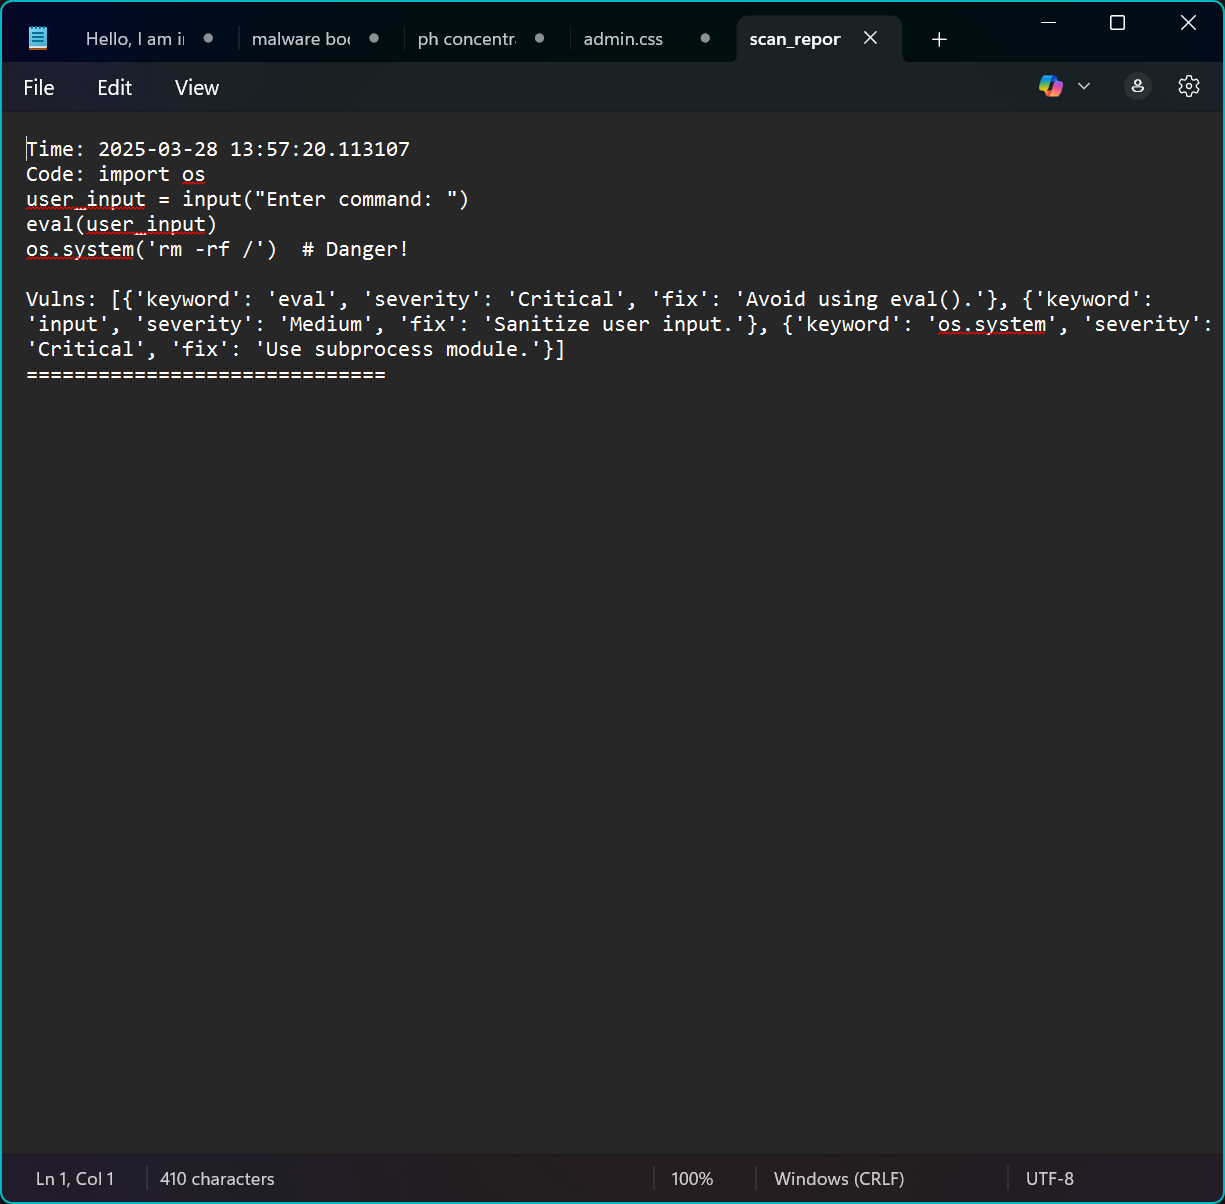 Hello, I am
malware
ph
admin.css
scan_repor
File Edit View
Time: 2025-03-28 13:57:20.113107
Code: import os
user_input = input("Enter command: ")
eval(user_input)
os.system('rm -rf /')  # Danger!
Vulns: [{'keyword': 'eval', 'severity': 'Critical', 'fix': 'Avoid using eval().'}, {'keyword':
'input', 'severity': 'Medium', 'fix': 'Sanitize user input.'}, {'keyword': 'os.system', 'severity':
'Critical', 'fix': 'Use subprocess module.'}]
==============================
Ln 1, Col 1 410 characters 100% Windows (CRLF) UTF-8